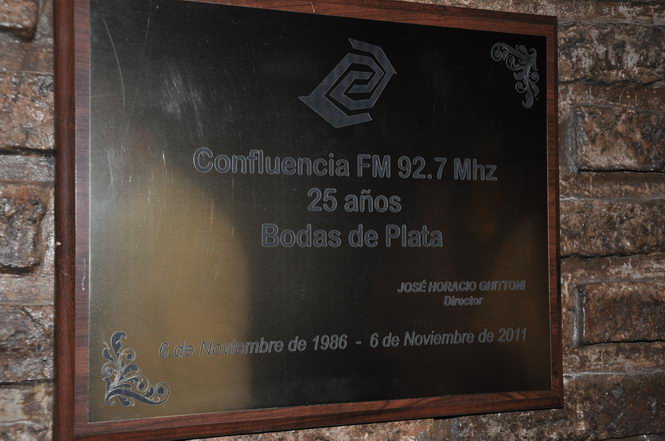 Confluencia FM 92.7 Mhz
25 años
Bodas de Plata
JOSÉ HORACIO GHITTONI
Director
6 de Noviembre de 1986 - 6 de Noviembre de 2011